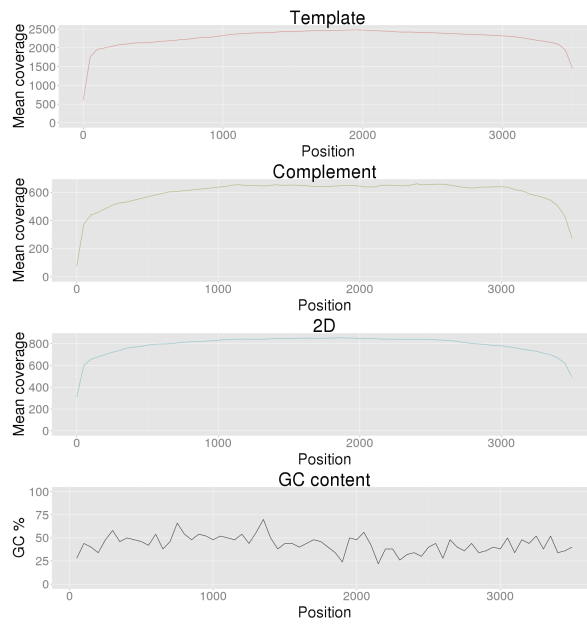 Template
Mean coverage
2500
2000
1500
1000
500
0
0 1000 2000 3000
Position
Complement
Mean coverage
600
400
200
0
0 1000 2000 3000
Position
2D
Mean coverage
800
600
400
200
0
0 1000 2000 3000
Position
GC content
GC %
100
75
50
25
0
0 1000 2000 3000
Position